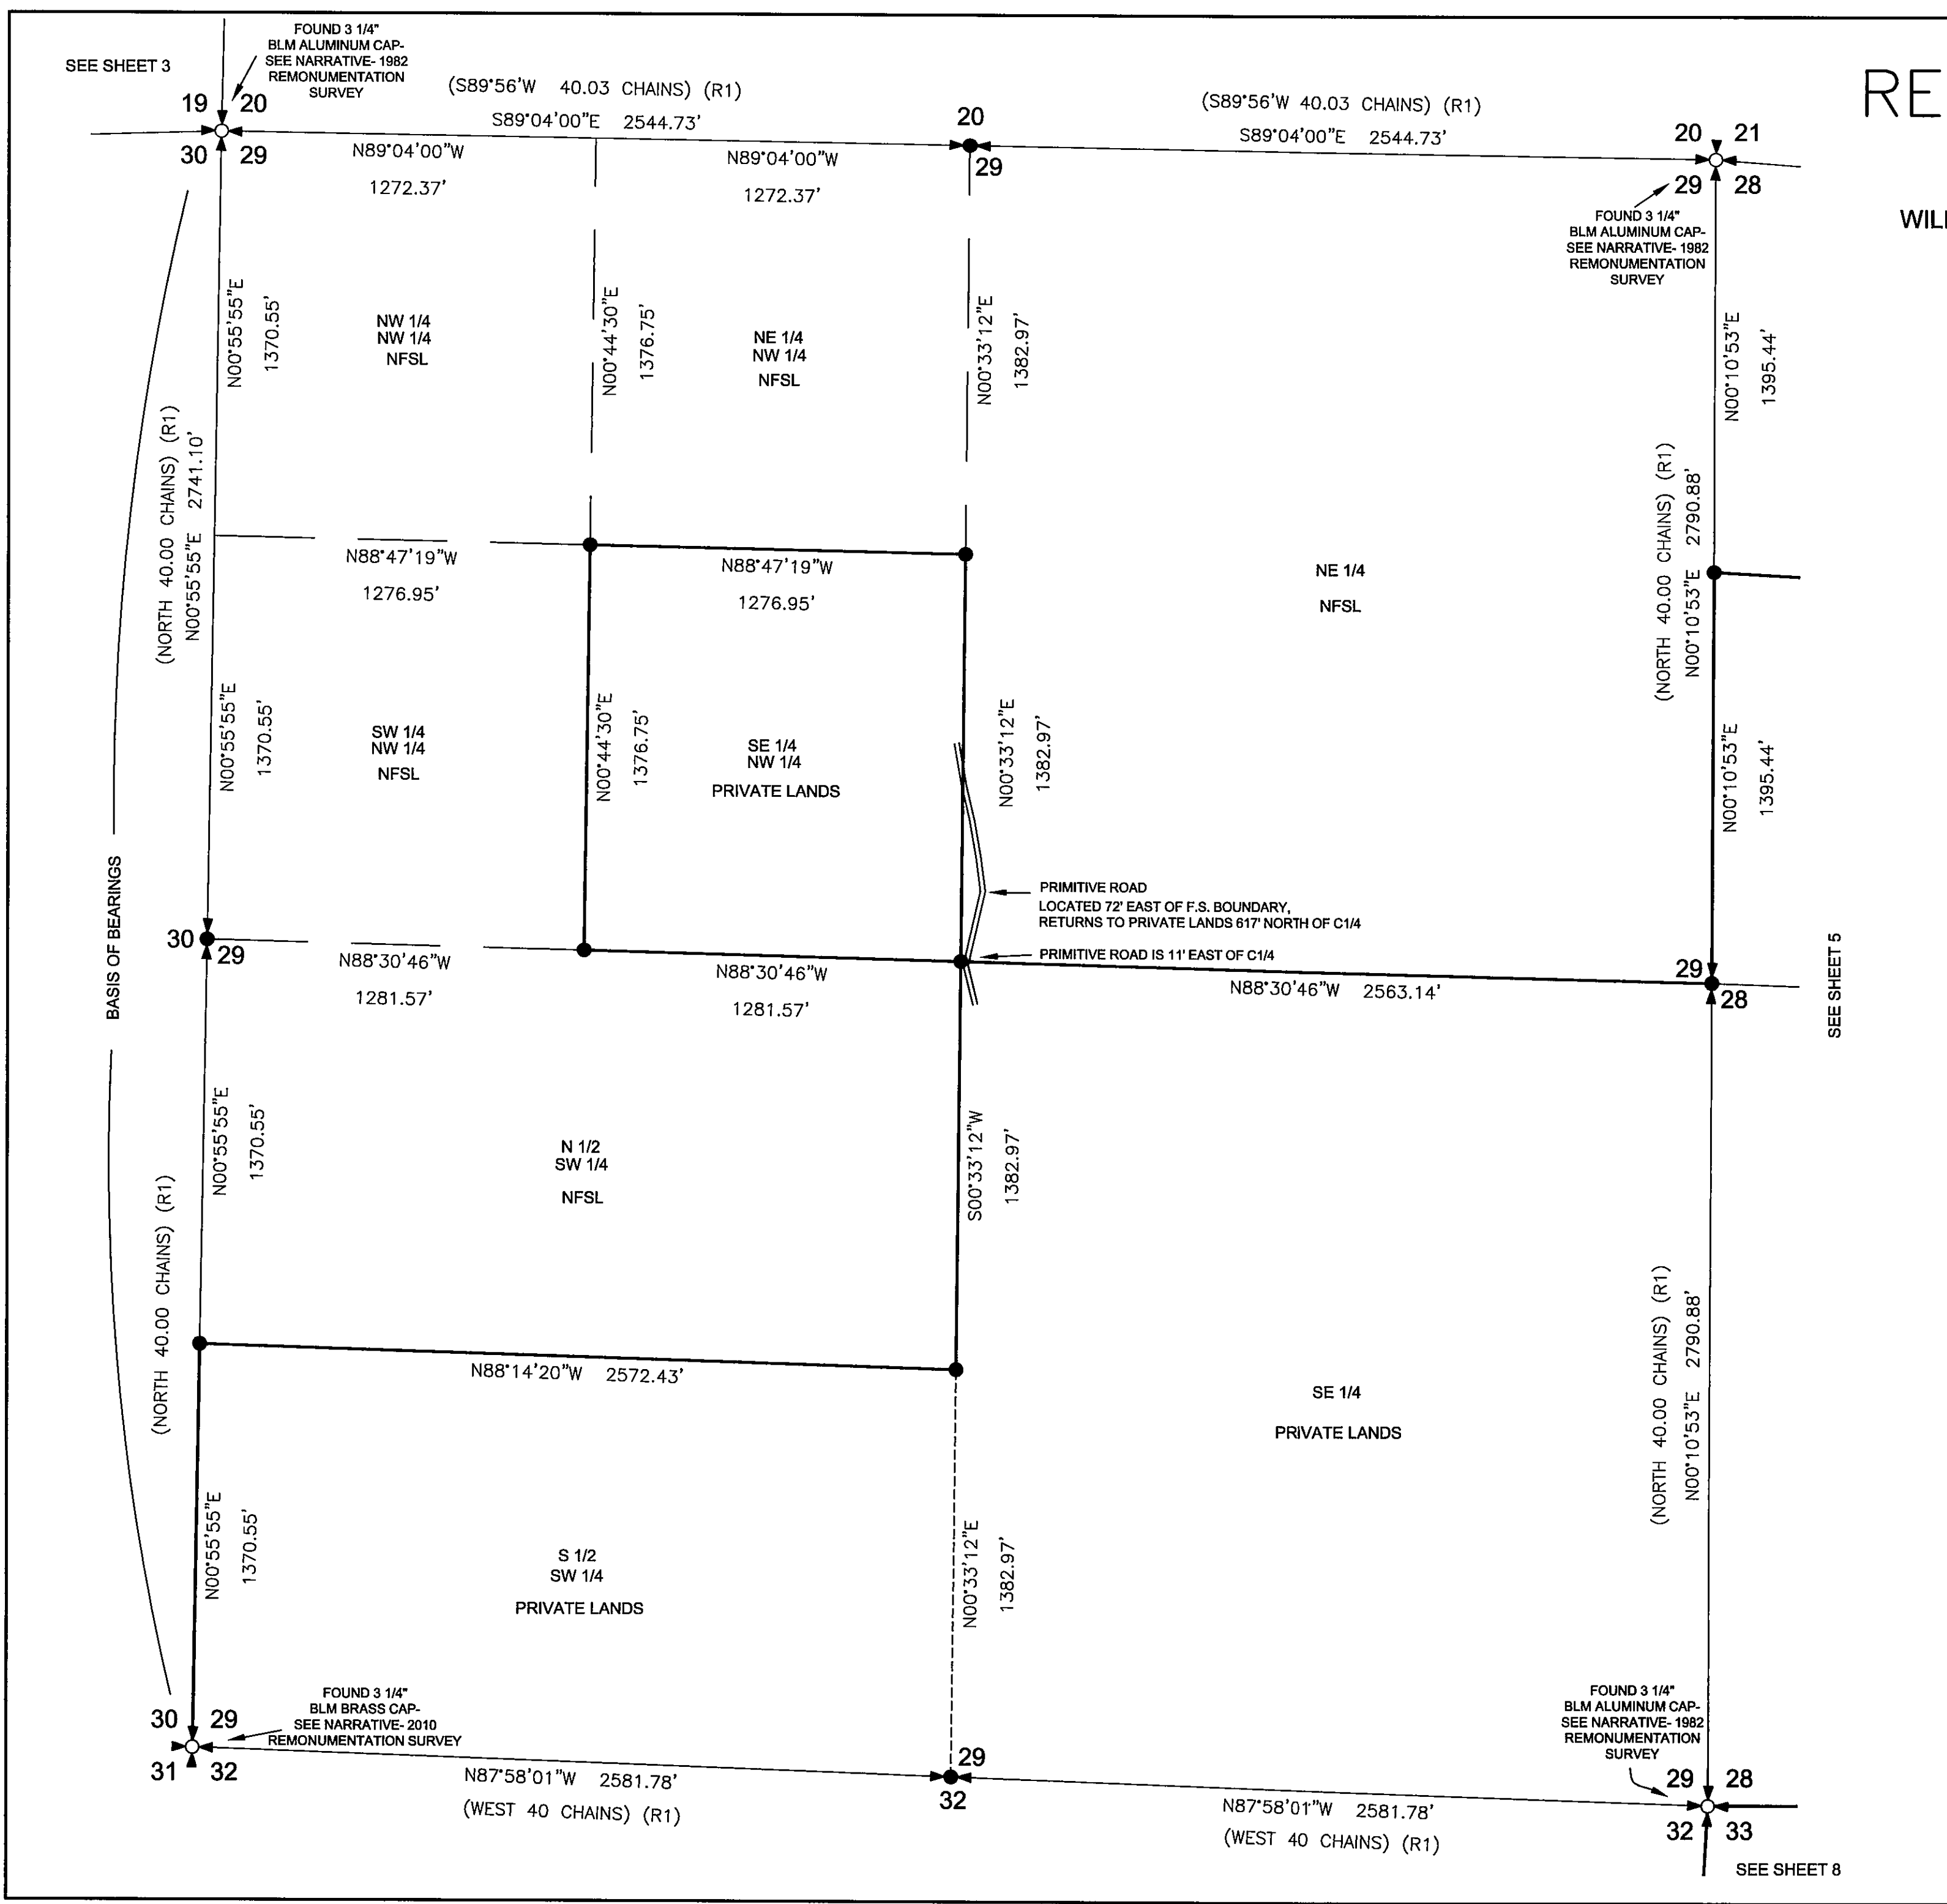 SEE SHEET 3
FOUND 3 1/4"
BLM ALUMINUM CAP-
SEE NARRATIVE- 1982
REMONUMENTATION
SURVEY
(S89°56'W 40.03 CHAINS) (R1)
S89°04'00"E 2544.73'
(S89°56'W 40.03 CHAINS) (R1)
S89°04'00"E 2544.73'
RE
19 20
30 29
20
29
20 21
29 28
FOUND 3 1/4"
BLM ALUMINUM CAP-
SEE NARRATIVE- 1982
REMONUMENTATION
SURVEY
WILL
N89°04'00"W
1272.37'
N89°04'00"W
1272.37'
N00°55'55"E
1370.55'
NW 1/4
NW 1/4
NFSL
N00°44'30"E
1376.75'
NE 1/4
NW 1/4
NFSL
N00°33'12"E
1382.97'
N00°10'53"E
1395.44'
(NORTH 40.00 CHAINS) (R1)
N00°55'55"E 2741.10'
(NORTH 40.00 CHAINS) (R1)
N00°10'53"E 2790.88'
N88°47'19"W
1276.95'
N88°47'19"W
1276.95'
NE 1/4
NFSL
N00°55'55"E
1370.55'
SW 1/4
NW 1/4
NFSL
N00°44'30"E
1376.75'
SE 1/4
NW 1/4
PRIVATE LANDS
N00°33'12"E
1382.97'
N00°10'53"E
1395.44'
BASIS OF BEARINGS
PRIMITIVE ROAD
LOCATED 72' EAST OF F.S. BOUNDARY,
RETURNS TO PRIVATE LANDS 617' NORTH OF C1/4
PRIMITIVE ROAD IS 11' EAST OF C1/4
30
29
N88°30'46"W
1281.57'
N88°30'46"W
1281.57'
N88°30'46"W 2563.14'
29
28
SEE SHEET 5
N00°55'55"E
1370.55'
N 1/2
SW 1/4
NFSL
S00°33'12"W
1382.97'
(NORTH 40.00 CHAINS) (R1)
(NORTH 40.00 CHAINS) (R1)
N00°10'53"E 2790.88'
N88°14'20"W 2572.43'
SE 1/4
PRIVATE LANDS
N00°55'55"E
1370.55'
S 1/2
SW 1/4
PRIVATE LANDS
N00°33'12"E
1382.97'
FOUND 3 1/4"
BLM BRASS CAP-
SEE NARRATIVE- 2010
REMONUMENTATION SURVEY
30 29
31 32
N87°58'01"W 2581.78'
(WEST 40 CHAINS) (R1)
29
32
N87°58'01"W 2581.78'
(WEST 40 CHAINS) (R1)
FOUND 3 1/4"
BLM ALUMINUM CAP-
SEE NARRATIVE- 1982
REMONUMENTATION
SURVEY
29 28
32 33
SEE SHEET 8